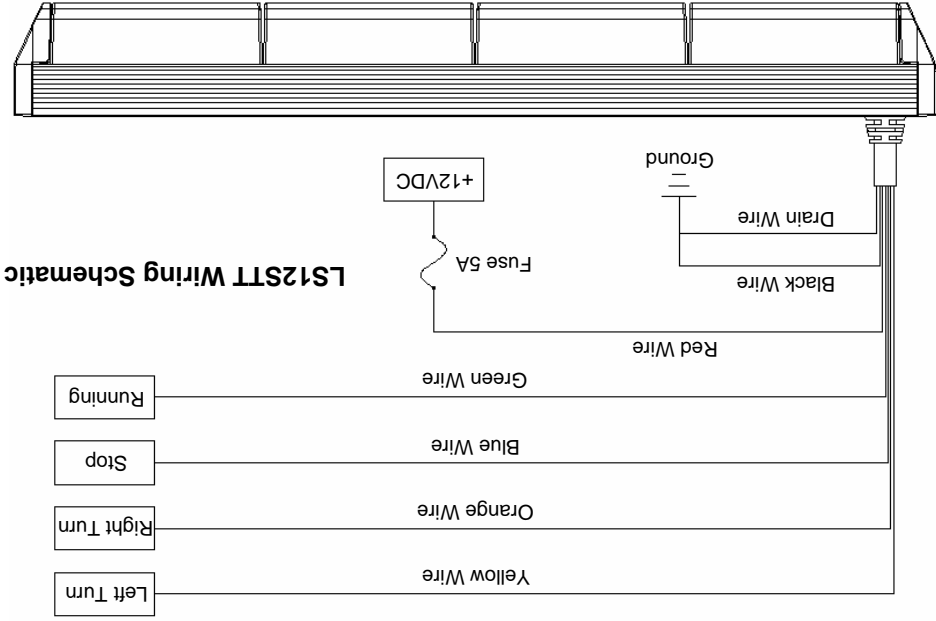 Yellow Wire
Left Turn
Orange Wire
Right Turn
Blue Wire
Stop
Green Wire
Running
Red Wire
Black Wire
Fuse 5A
LS12STT Wiring Schematic
Drain Wire
+12VDC
Ground